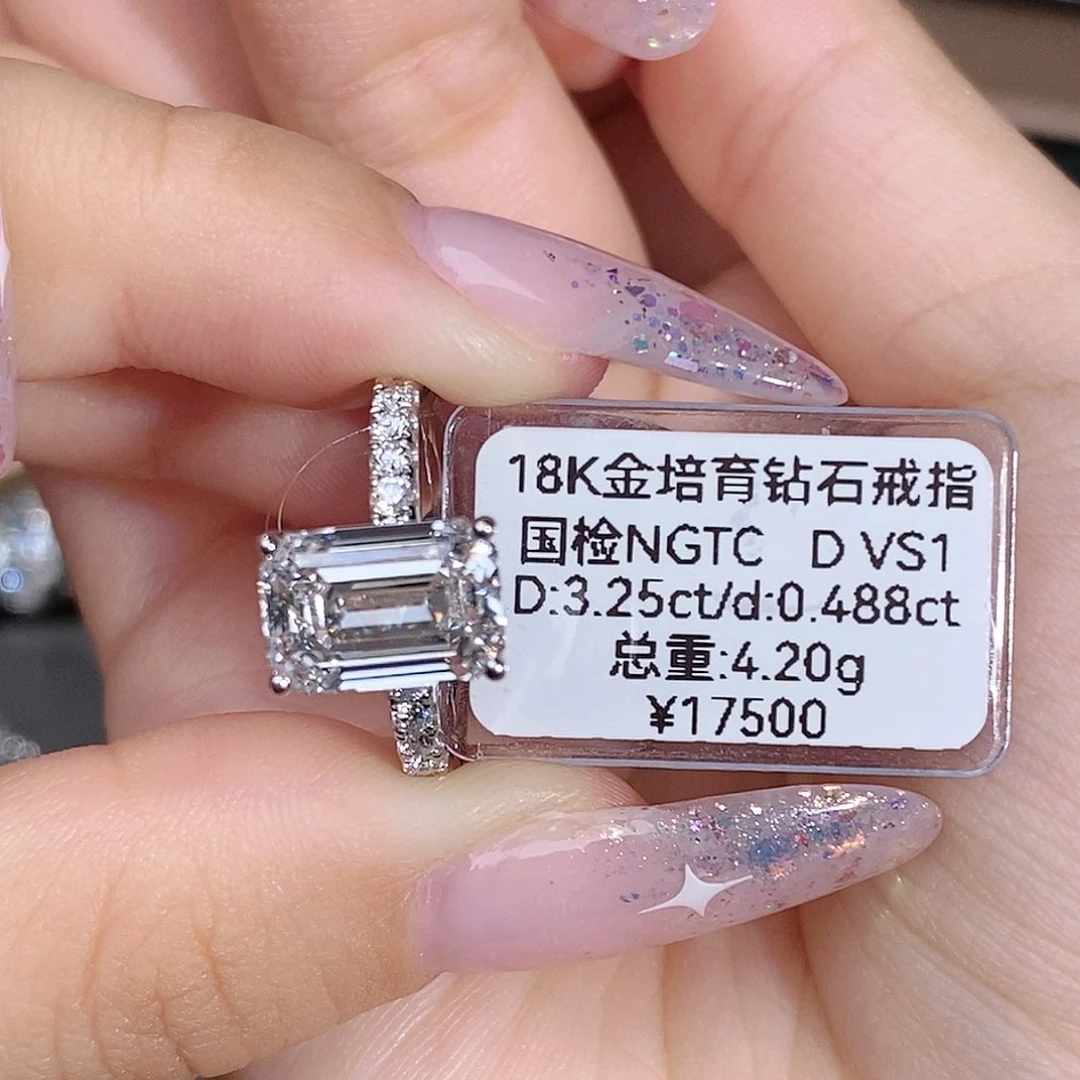 18K金培育钻石戒指
国检NGTC D VS1
D:3.25ct/d:0.488ct
总重:4.20g
¥17500